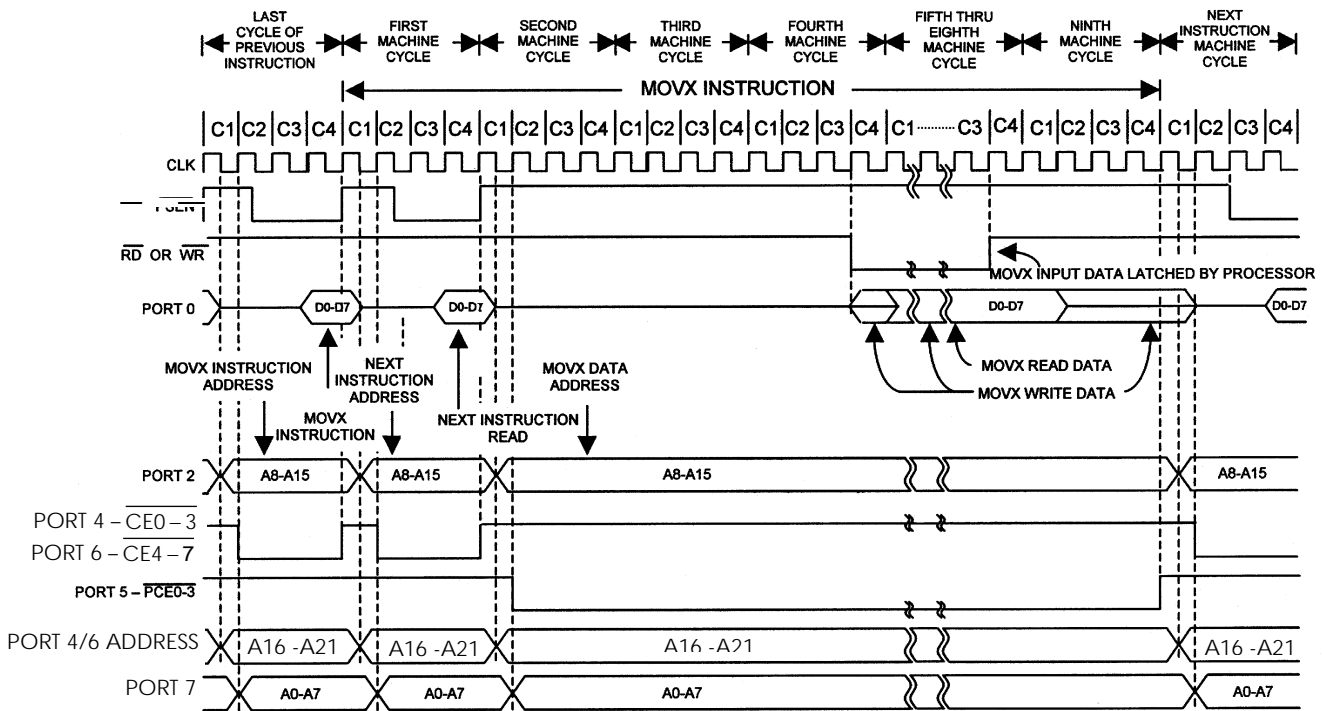 LAST CYCLE OF PREVIOUS INSTRUCTION
FIRST MACHINE CYCLE
SECOND MACHINE CYCLE
THIRD MACHINE CYCLE
FOURTH MACHINE CYCLE
FIFTH THRU EIGHTH MACHINE CYCLE
NINTH MACHINE CYCLE
NEXT INSTRUCTION MACHINE CYCLE
MOVX INSTRUCTION
C1 C2 C3 C4 C1 C2 C3 C4 C1 C2 C3 C4 C1 C2 C3 C4 C1 C2 C3 C4 C1 ........ C3 C4 C1 C2 C3 C4 C1 C2 C3 C4
CLK
RD OR WR
MOVX INPUT DATA LATCHED BY PROCESSOR
PORT 0 D0-D7 D0-D7 D0-D7 D0-D7
MOVX INSTRUCTION ADDRESS
NEXT INSTRUCTION ADDRESS
MOVX DATA ADDRESS
MOVX READ DATA
MOVX WRITE DATA
MOVX INSTRUCTION
NEXT INSTRUCTION READ
PORT 2 A8-A15 A8-A15 A8-A15 A8-A15
PORT 4 – CE0 – 3
PORT 6 – CE4 – 7
PORT 5 – PCE0-3
PORT 4/6 ADDRESS A16 -A21 A16 -A21 A16 -A21 A16 -A21
PORT 7 A0-A7 A0-A7 A0-A7 A0-A7